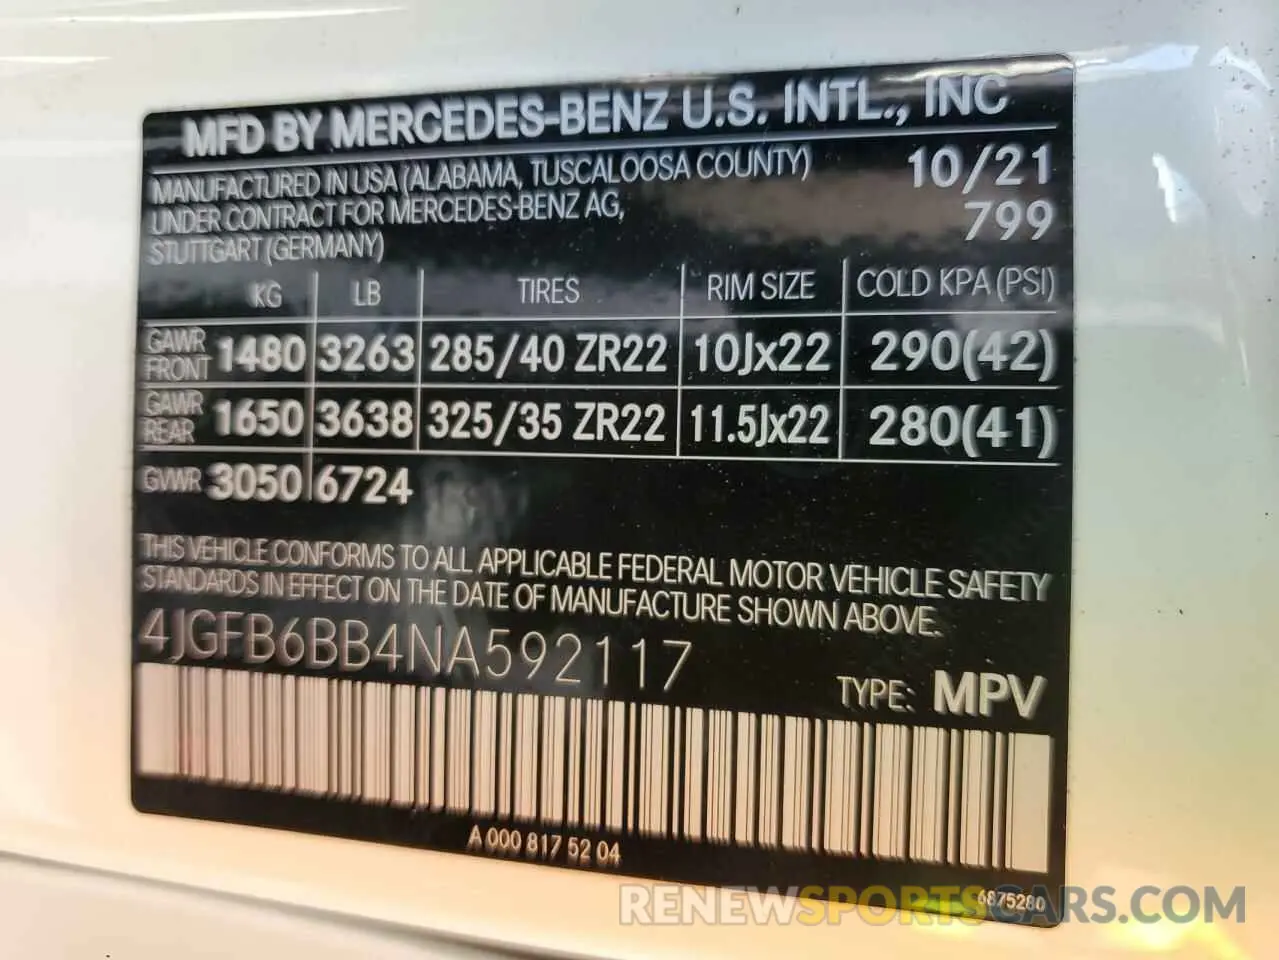 MFD BY MERCEDES-BENZ U.S. INTL., INC
MANUFACTURED IN USA (ALABAMA, TUSCALOOSA COUNTY) 10/21
UNDER CONTRACT FOR MERCEDES-BENZ AG, 799
STUTTGART (GERMANY)
KG LB TIRES RIM SIZE COLD KPA (PSI)
GAWR FRONT 1480 3263 285/40 ZR22 10Jx22 290(42)
GAWR REAR 1650 3638 325/35 ZR22 11.5Jx22 280(41)
GVWR 3050 6724
THIS VEHICLE CONFORMS TO ALL APPLICABLE FEDERAL MOTOR VEHICLE SAFETY
STANDARDS IN EFFECT ON THE DATE OF MANUFACTURE SHOWN ABOVE.
4JGFB6BB4NA592117
TYPE: MPV
A 000 817 52 04
6875280
RENEWSPORTSCARS.COM